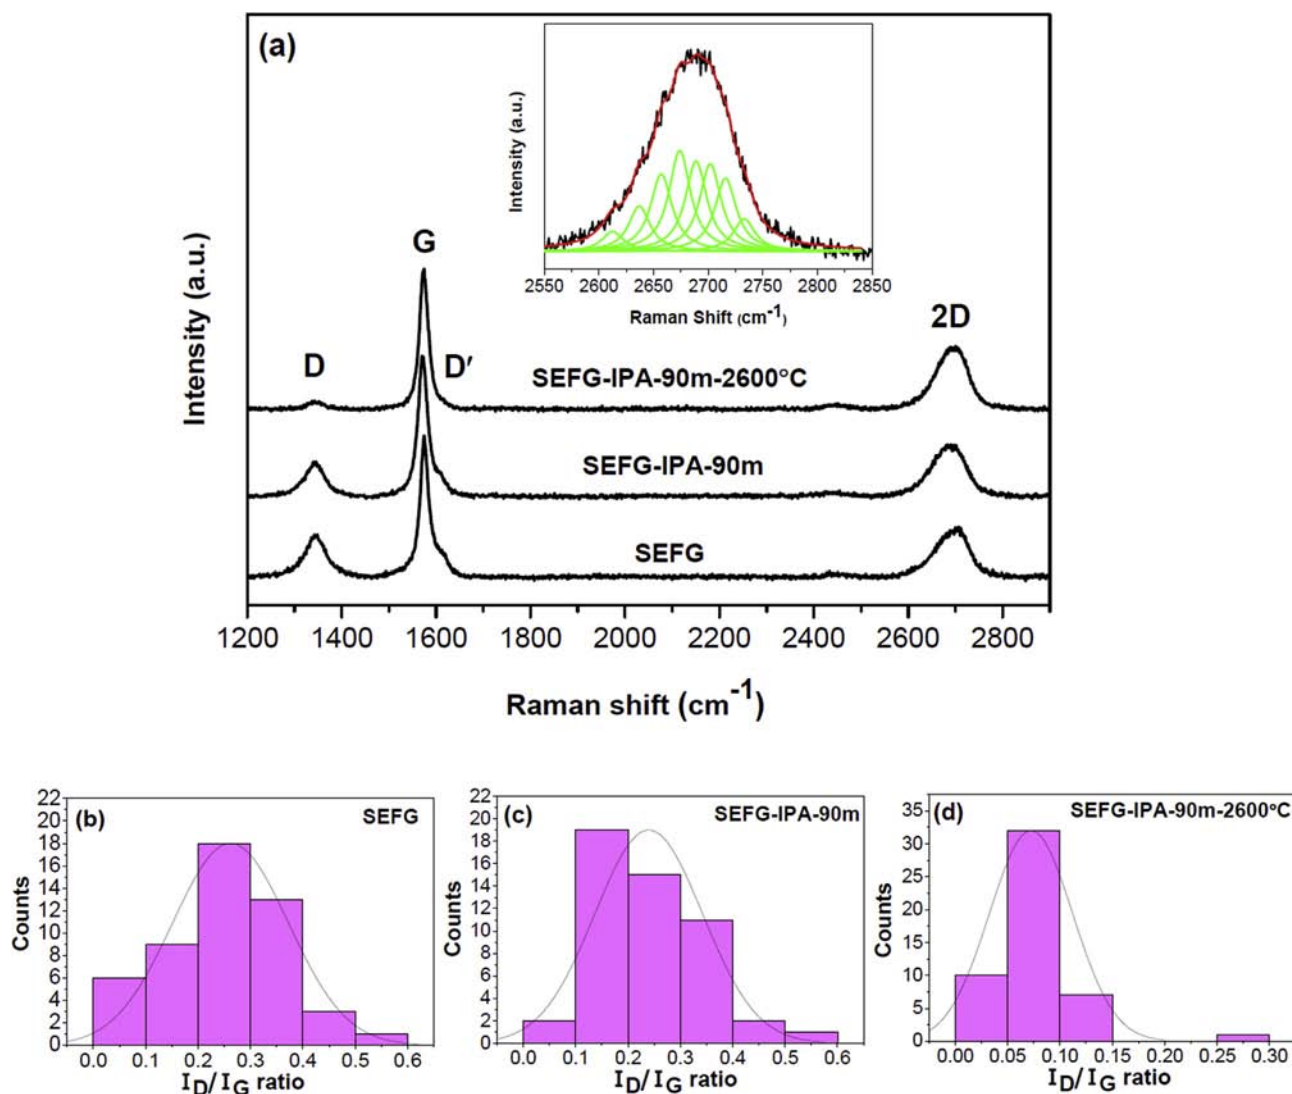 (a)
Intensity (a.u.)
Intensity (a.u.)
2550 2600 2650 2700 2750 2800 2850
Raman Shift (cm-1)
G
D
D′
2D
SEFG-IPA-90m-2600°C
SEFG-IPA-90m
SEFG
1200 1400 1600 1800 2000 2200 2400 2600 2800
Raman shift (cm-1)
(b)
SEFG
Counts
22
20
18
16
14
12
10
8
6
4
2
0
0.0 0.1 0.2 0.3 0.4 0.5 0.6
ID/ IG ratio
(c)
SEFG-IPA-90m
Counts
22
20
18
16
14
12
10
8
6
4
2
0
0.0 0.1 0.2 0.3 0.4 0.5 0.6
ID/ IG ratio
(d)
SEFG-IPA-90m-2600°C
Counts
35
30
25
20
15
10
5
0
0.00 0.05 0.10 0.15 0.20 0.25 0.30
ID/ IG ratio